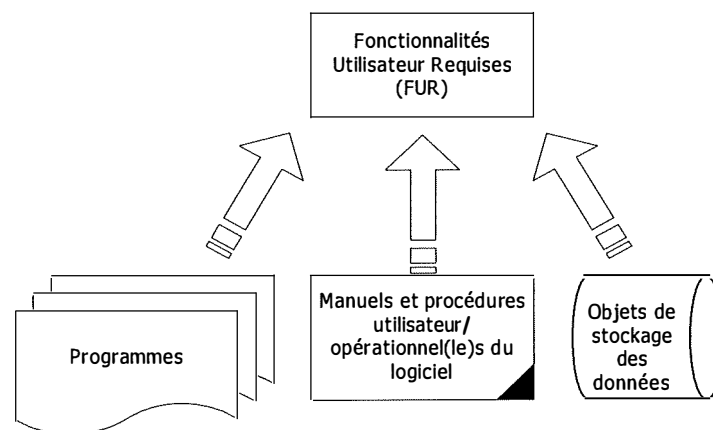 Fonctionnalités
Utilisateur Requises
(FUR)
Programmes
Manuels et procédures
utilisateur/
opérationnel(le)s du
logiciel
Objets de
stockage
des
données